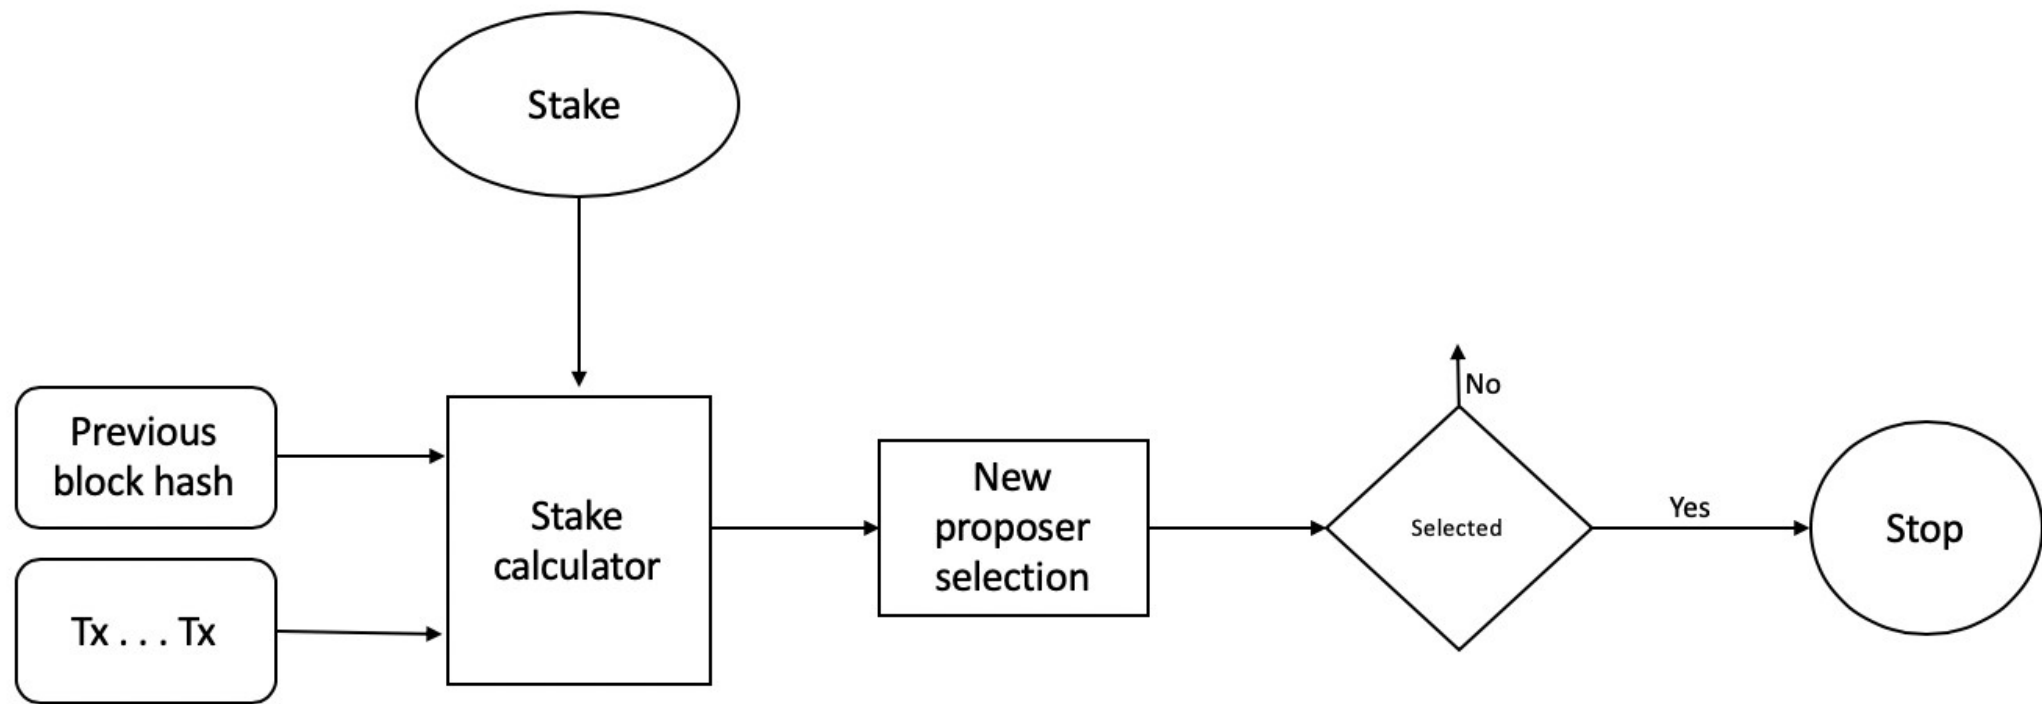 Stake
Previous
block hash
Tx . . . Tx
Stake
calculator
New
proposer
selection
Selected
No
Yes
Stop